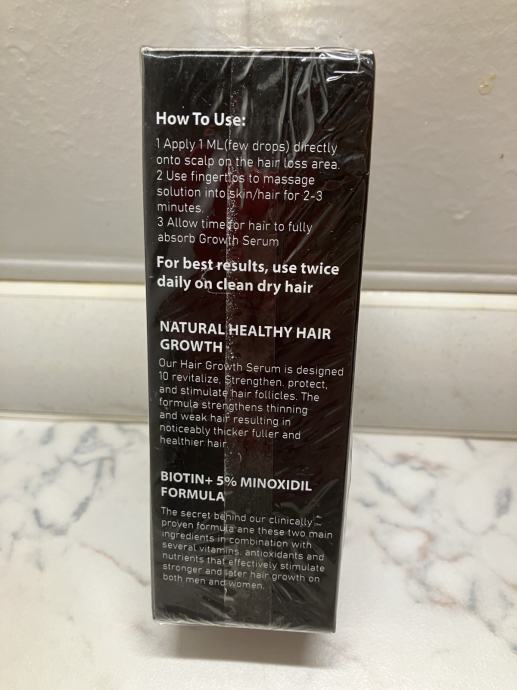 How To Use:
1 Apply 1 ML(few drops) directly
onto scalp on the hair loss area.
2 Use fingertips to massage
solution into skin/hair for 2-3
minutes.
3 Allow time for hair to fully
absorb Growth Serum
For best results, use twice
daily on clean dry hair
NATURAL HEALTHY HAIR
GROWTH
Our Hair Growth Serum is designed
10 revitalize, Strengthen, protect,
and stimulate hair follicles. The
formula strengthens thinning
and weak hair resulting in
noticeably thicker fuller and
healthier hair.
BIOTIN+ 5% MINOXIDIL
FORMULA
The secret behind our clinically –
proven formula ane these two main
ingredients in combination with
several vitamins, antioxidants and
nutrients that effectively stimulate
stronger and later hair growth on
both men and women.